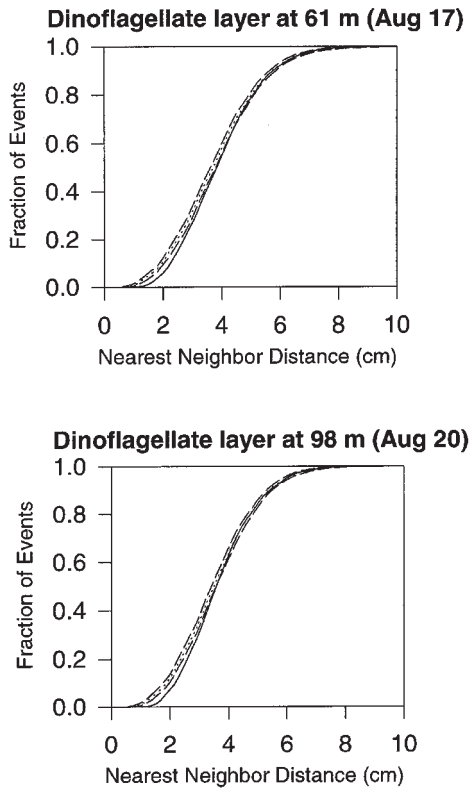 Dinoflagellate layer at 61 m (Aug 17)
1.0
0.8
0.6
0.4
0.2
0.0
Fraction of Events
0 2 4 6 8 10
Nearest Neighbor Distance (cm)
Dinoflagellate layer at 98 m (Aug 20)
1.0
0.8
0.6
0.4
0.2
0.0
Fraction of Events
0 2 4 6 8 10
Nearest Neighbor Distance (cm)